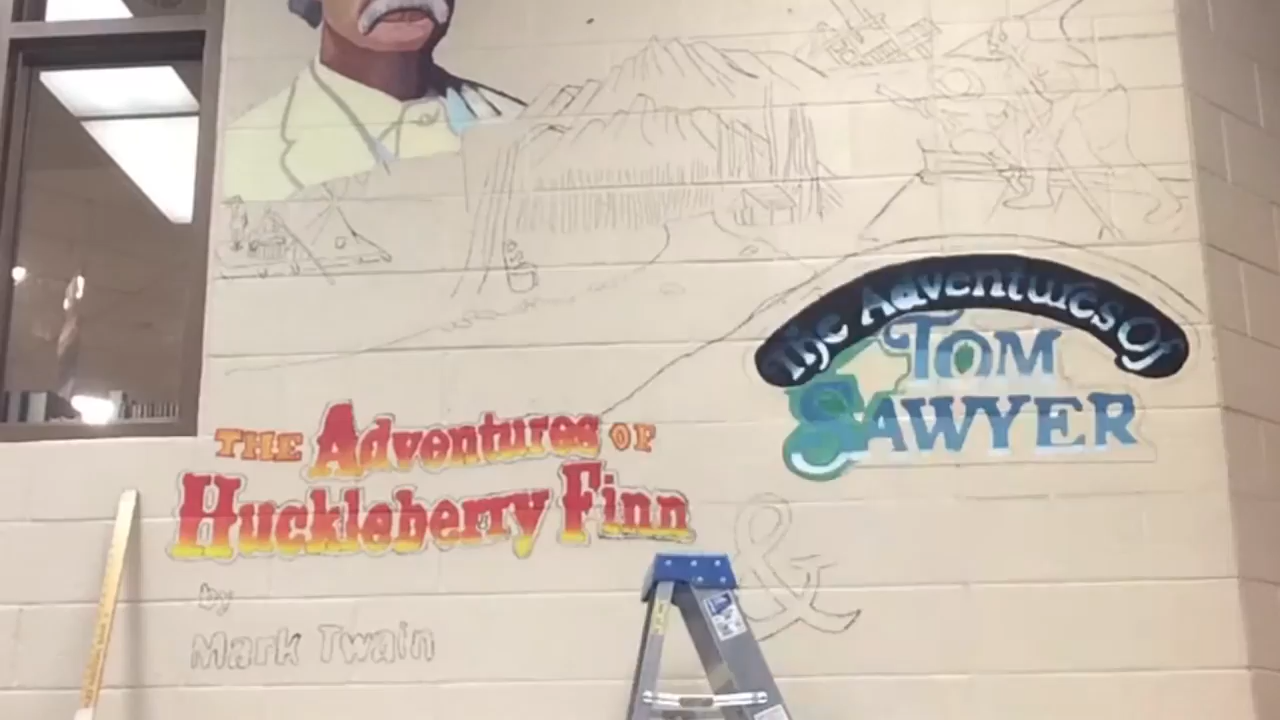 The Adventures Of
TOM
SAWYER
THE Adventures OF
Huckleberry Finn
&
by
Mark Twain